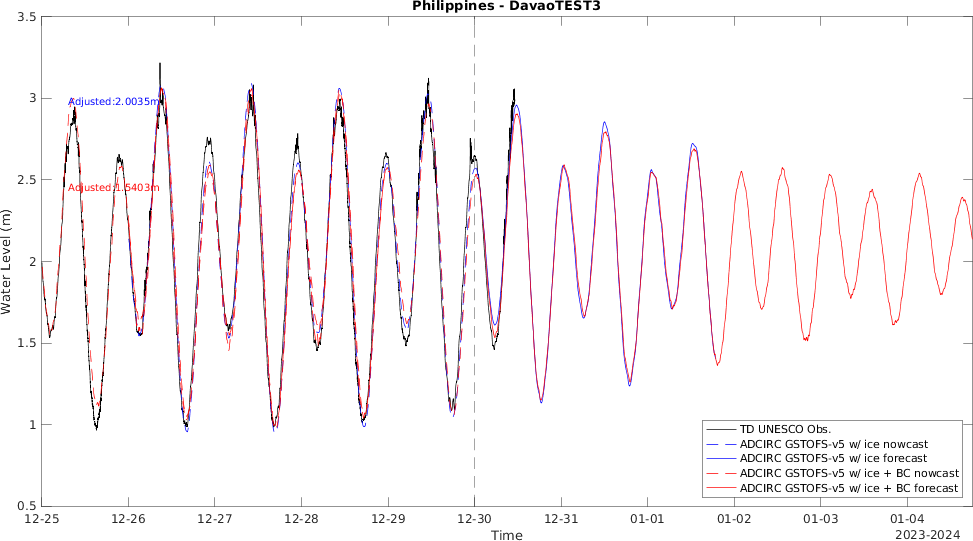 Philippines - DavaoTEST3
3.5
3
2.5
2
1.5
1
0.5
Water Level (m)
Adjusted:2.0035m
Adjusted:1.5403m
TD UNESCO Obs.
ADCIRC GSTOFS-v5 w/ ice nowcast
ADCIRC GSTOFS-v5 w/ ice forecast
ADCIRC GSTOFS-v5 w/ ice + BC nowcast
ADCIRC GSTOFS-v5 w/ ice + BC forecast
12-25 12-26 12-27 12-28 12-29 12-30 12-31 01-01 01-02 01-03 01-04
Time
2023-2024